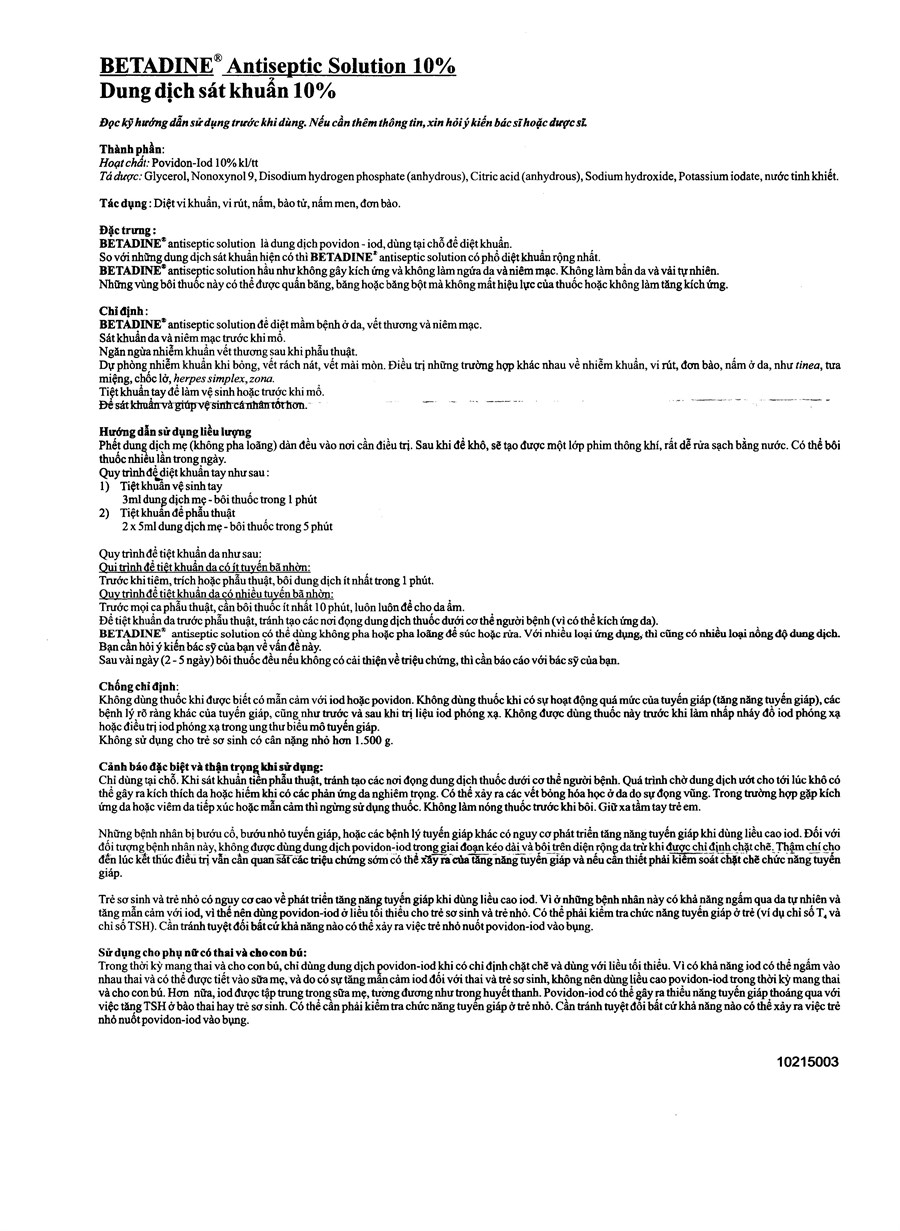 BETADINE® Antiseptic Solution 10%
Dung dịch sát khuẩn 10%
Đọc kỹ hướng dẫn sử dụng trước khi dùng. Nếu cần thêm thông tin, xin hỏi ý kiến bác sĩ hoặc dược sĩ.
Thành phần:
Hoạt chất: Povidon-Iod 10% kl/tt
Tá dược: Glycerol, Nonoxynol 9, Disodium hydrogen phosphate (anhydrous), Citric acid (anhydrous), Sodium hydroxide, Potassium iodate, nước tinh khiết.
Tác dụng : Diệt vi khuẩn, vi rút, nấm, bào tử, nấm men, đơn bào.
Đặc trưng :
BETADINE® antiseptic solution là dung dịch povidon - iod, dùng tại chỗ để diệt khuẩn.
So với những dung dịch sát khuẩn hiện có thì BETADINE® antiseptic solution có phổ diệt khuẩn rộng nhất.
BETADINE® antiseptic solution hầu như không gây kích ứng và không làm ngứa da và niêm mạc. Không làm bẩn da và vải tự nhiên.
Những vùng bôi thuốc này có thể được quấn băng, băng hoặc băng bột mà không mất hiệu lực của thuốc hoặc không làm tăng kích ứng.
Chỉ định :
BETADINE® antiseptic solution để diệt mầm bệnh ở da, vết thương và niêm mạc.
Sát khuẩn da và niêm mạc trước khi mổ.
Ngăn ngừa nhiễm khuẩn vết thương sau khi phẫu thuật.
Dự phòng nhiễm khuẩn khi bỏng, vết rách nát, vết mài mòn. Điều trị những trường hợp khác nhau về nhiễm khuẩn, vi rút, đơn bào, nấm ở da, như tinea, tưa
miệng, chốc lở, herpes simplex, zona.
Tiệt khuẩn tay để làm vệ sinh hoặc trước khi mổ.
Để sát khuẩn và giúp vệ sinh cá nhân tốt hơn.
Hướng dẫn sử dụng liều lượng
Phết dung dịch mẹ (không pha loãng) dàn đều vào nơi cần điều trị. Sau khi để khô, sẽ tạo được một lớp phim thông khí, rất dễ rửa sạch bằng nước. Có thể bôi
thuốc nhiều lần trong ngày.
Quy trình để diệt khuẩn tay như sau :
1) Tiệt khuẩn vệ sinh tay
3ml dung dịch mẹ - bôi thuốc trong 1 phút
2) Tiệt khuẩn để phẫu thuật
2 x 5ml dung dịch mẹ - bôi thuốc trong 5 phút
Quy trình để tiệt khuẩn da như sau:
Qui trình để tiệt khuẩn da có ít tuyến bã nhờn:
Trước khi tiêm, trích hoặc phẫu thuật, bôi dung dịch ít nhất trong 1 phút.
Quy trình để tiệt khuẩn da có nhiều tuyến bã nhờn:
Trước mọi ca phẫu thuật, cần bôi thuốc ít nhất 10 phút, luôn luôn để cho da ẩm.
Để tiệt khuẩn da trước phẫu thuật, tránh tạo các nơi đọng dung dịch thuốc dưới cơ thể người bệnh (vì có thể kích ứng da).
BETADINE® antiseptic solution có thể dùng không pha hoặc pha loãng để súc hoặc rửa. Với nhiều loại ứng dụng, thì cũng có nhiều loại nồng độ dung dịch.
Bạn cần hỏi ý kiến bác sỹ của bạn về vấn đề này.
Sau vài ngày (2 - 5 ngày) bôi thuốc đều nếu không có cải thiện về triệu chứng, thì cần báo cáo với bác sỹ của bạn.
Chống chỉ định:
Không dùng thuốc khi được biết có mẫn cảm với iod hoặc povidon. Không dùng thuốc khi có sự hoạt động quá mức của tuyến giáp (tăng năng tuyến giáp), các
bệnh lý rõ ràng khác của tuyến giáp, cũng như trước và sau khi trị liệu iod phóng xạ. Không được dùng thuốc này trước khi làm nhấp nháy đồ iod phóng xạ
hoặc điều trị iod phóng xạ trong ung thư biểu mô tuyến giáp.
Không sử dụng cho trẻ sơ sinh có cân nặng nhỏ hơn 1.500 g.
Cảnh báo đặc biệt và thận trọng khi sử dụng:
Chỉ dùng tại chỗ. Khi sát khuẩn tiền phẫu thuật, tránh tạo các nơi đọng dung dịch thuốc dưới cơ thể người bệnh. Quá trình chờ dung dịch ướt cho tới lúc khô có
thể gây ra kích thích da hoặc hiếm khi có các phản ứng da nghiêm trọng. Có thể xảy ra các vết bỏng hóa học ở da do sự đọng vũng. Trong trường hợp gặp kích
ứng da hoặc viêm da tiếp xúc hoặc mẫn cảm thì ngừng sử dụng thuốc. Không làm nóng thuốc trước khi bôi. Giữ xa tầm tay trẻ em.
Những bệnh nhân bị bướu cổ, bướu nhỏ tuyến giáp, hoặc các bệnh lý tuyến giáp khác có nguy cơ phát triển tăng năng tuyến giáp khi dùng liều cao iod. Đối với
đối tượng bệnh nhân này, không được dùng dung dịch povidon-iod trong giai đoạn kéo dài và bôi trên diện rộng da trừ khi được chỉ định chặt chẽ. Thậm chí cho
đến lúc kết thúc điều trị vẫn cần quan sát các triệu chứng sớm có thể xảy ra của tăng năng tuyến giáp và nếu cần thiết phải kiểm soát chặt chẽ chức năng tuyến
giáp.
Trẻ sơ sinh và trẻ nhỏ có nguy cơ cao về phát triển tăng năng tuyến giáp khi dùng liều cao iod. Vì ở những bệnh nhân này có khả năng ngấm qua da tự nhiên và
tăng mẫn cảm với iod, vì thế nên dùng povidon-iod ở liều tối thiểu cho trẻ sơ sinh và trẻ nhỏ. Có thể phải kiểm tra chức năng tuyến giáp ở trẻ (ví dụ chỉ số T₄ và
chỉ số TSH). Cần tránh tuyệt đối bất cứ khả năng nào có thể xảy ra việc trẻ nhỏ nuốt povidon-iod vào bụng.
Sử dụng cho phụ nữ có thai và cho con bú:
Trong thời kỳ mang thai và cho con bú, chỉ dùng dung dịch povidon-iod khi có chỉ định chặt chẽ và dùng với liều tối thiểu. Vì có khả năng iod có thể ngấm vào
nhau thai và có thể được tiết vào sữa mẹ, và do có sự tăng mẫn cảm iod đối với thai và trẻ sơ sinh, không nên dùng liều cao povidon-iod trong thời kỳ mang thai
và cho con bú. Hơn nữa, iod được tập trung trong sữa mẹ, tương đương như trong huyết thanh. Povidon-iod có thể gây ra thiểu năng tuyến giáp thoáng qua với
việc tăng TSH ở bào thai hay trẻ sơ sinh. Có thể cần phải kiểm tra chức năng tuyến giáp ở trẻ nhỏ. Cần tránh tuyệt đối bất cứ khả năng nào có thể xảy ra việc trẻ
nhỏ nuốt povidon-iod vào bụng.
10215003